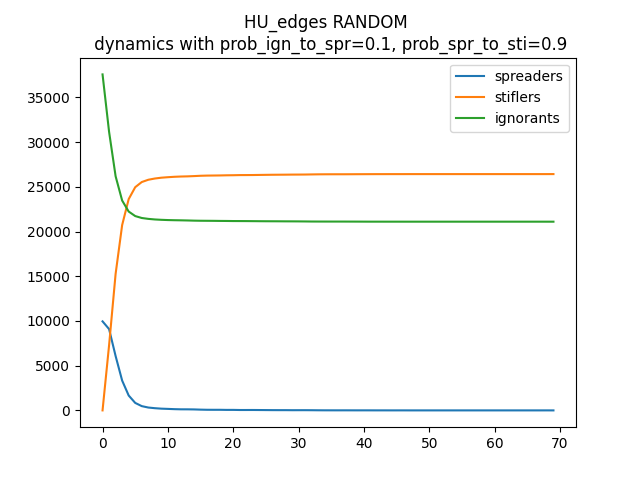 HU_edges RANDOM
dynamics with prob_ign_to_spr=0.1, prob_spr_to_sti=0.9
spreaders
stiflers
ignorants
35000
30000
25000
20000
15000
10000
5000
0
0 10 20 30 40 50 60 70